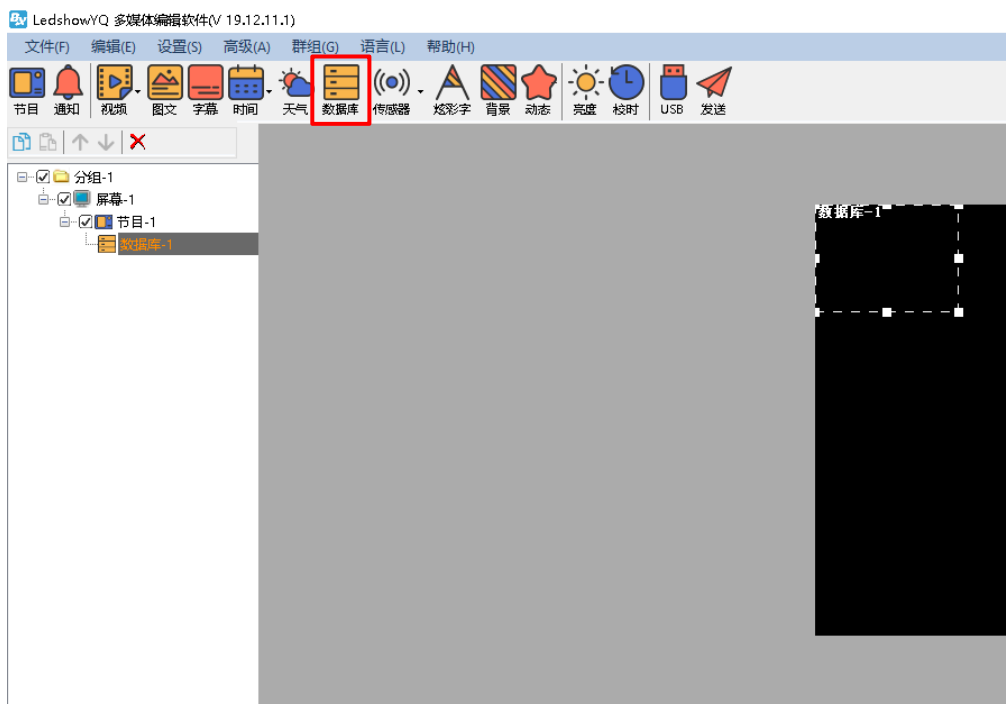 LedshowYQ 多媒体编辑软件(V 19.12.11.1)
文件(F) 编辑(E) 设置(S) 高级(A) 群组(G) 语言(L) 帮助(H)
节目 通知 视频 图文 字幕 时间 天气 数据库 传感器 炫彩字 背景 动态 亮度 校时 USB 发送
分组-1
屏幕-1
节目-1
数据库-1
数据库-1